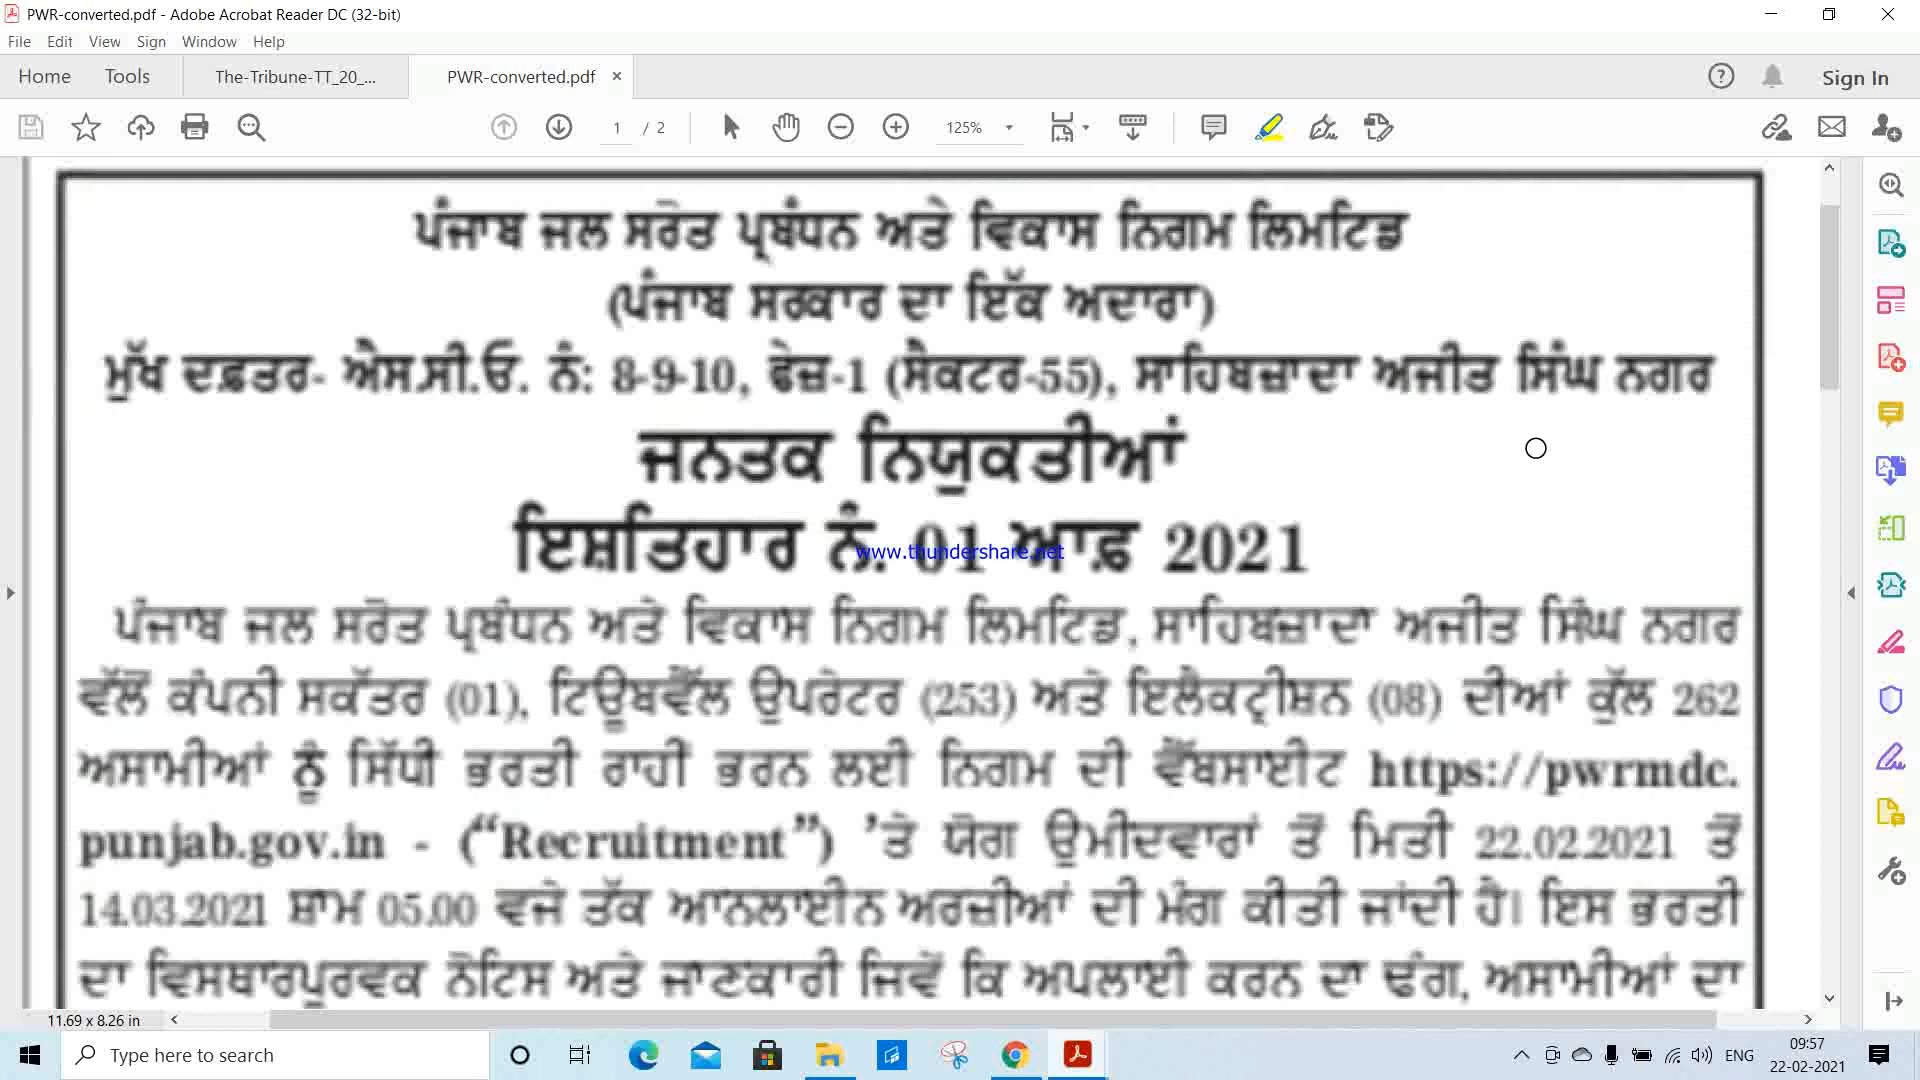 PWR-converted.pdf - Adobe Acrobat Reader DC (32-bit)
File Edit View Sign Window Help
Home Tools The-Tribune-TT_20_... PWR-converted.pdf × Sign In
1 / 2 125%
ਪੰਜਾਬ ਜਲ ਸਰੋਤ ਪ੍ਰਬੰਧਨ ਅਤੇ ਵਿਕਾਸ ਨਿਗਮ ਲਿਮਟਿਡ
(ਪੰਜਾਬ ਸਰਕਾਰ ਦਾ ਇੱਕ ਅਦਾਰਾ)
ਮੁੱਖ ਦਫ਼ਤਰ- ਐਸ.ਸੀ.ਓ. ਨੰ: 8-9-10, ਫੇਜ਼-1 (ਸੈਕਟਰ-55), ਸਾਹਿਬਜ਼ਾਦਾ ਅਜੀਤ ਸਿੰਘ ਨਗਰ
ਜਨਤਕ ਨਿਯੁਕਤੀਆਂ
ਇਸ਼ਤਿਹਾਰ ਨੰ. 01 ਆਫ਼ 2021
www.thundershare.net
ਪੰਜਾਬ ਜਲ ਸਰੋਤ ਪ੍ਰਬੰਧਨ ਅਤੇ ਵਿਕਾਸ ਨਿਗਮ ਲਿਮਟਿਡ, ਸਾਹਿਬਜ਼ਾਦਾ ਅਜੀਤ ਸਿੰਘ ਨਗਰ
ਵੱਲੋਂ ਕੰਪਨੀ ਸਕੱਤਰ (01), ਟਿਊਬਵੈੱਲ ਉਪਰੇਟਰ (253) ਅਤੇ ਇਲੈਕਟ੍ਰੀਸ਼ਨ (08) ਦੀਆਂ ਕੁੱਲ 262
ਅਸਾਮੀਆਂ ਨੂੰ ਸਿੱਧੀ ਭਰਤੀ ਰਾਹੀਂ ਭਰਨ ਲਈ ਨਿਗਮ ਦੀ ਵੈੱਬਸਾਈਟ https://pwrmdc.
punjab.gov.in - (“Recruitment”) ’ਤੇ ਯੋਗ ਉਮੀਦਵਾਰਾਂ ਤੋਂ ਮਿਤੀ 22.02.2021 ਤੋਂ
14.03.2021 ਸ਼ਾਮ 05.00 ਵਜੇ ਤੱਕ ਆਨਲਾਈਨ ਅਰਜ਼ੀਆਂ ਦੀ ਮੰਗ ਕੀਤੀ ਜਾਂਦੀ ਹੈ। ਇਸ ਭਰਤੀ
ਦਾ ਵਿਸਥਾਰਪੂਰਵਕ ਨੋਟਿਸ ਅਤੇ ਜਾਣਕਾਰੀ ਜਿਵੇਂ ਕਿ ਅਪਲਾਈ ਕਰਨ ਦਾ ਢੰਗ, ਅਸਾਮੀਆਂ ਦਾ
11.69 x 8.26 in
Type here to search
ENG
09:57
22-02-2021